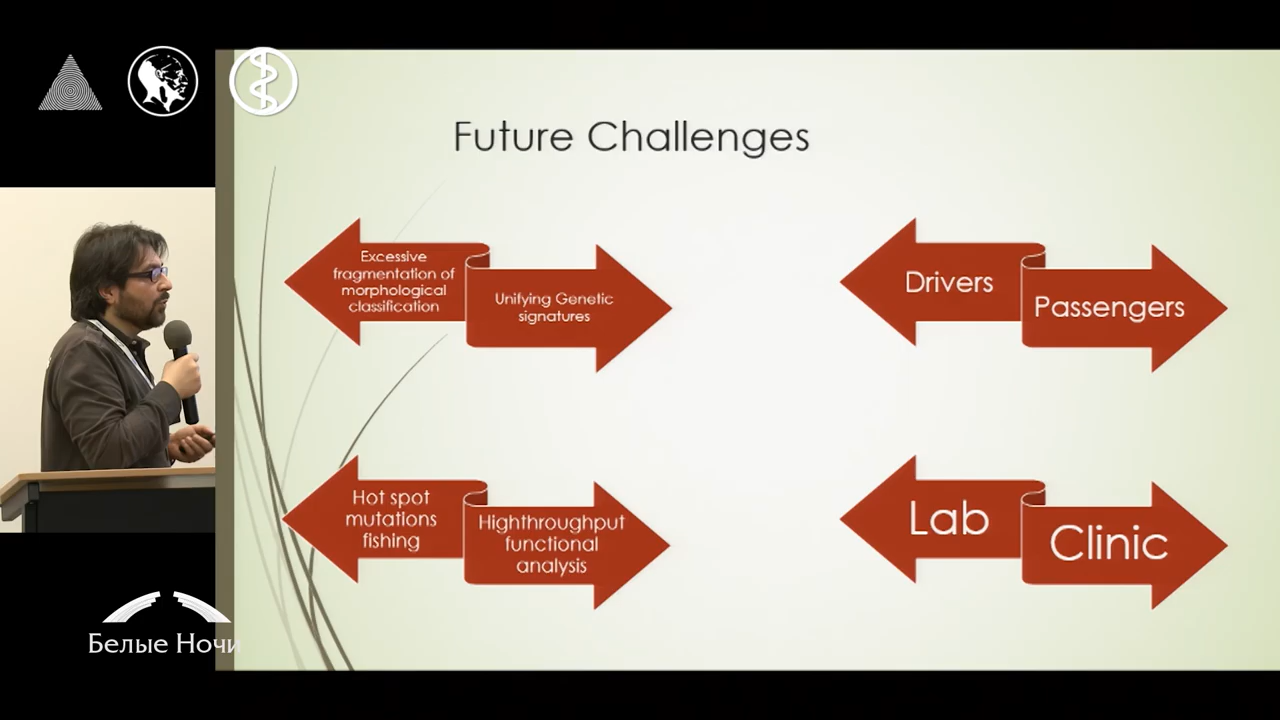 Future Challenges
Excessive
fragmentation of
morphological
classification
Unifying Genetic
signatures
Drivers
Passengers
Hot spot
mutations
fishing
Highthroughput
functional
analysis
Lab
Clinic
Белые Ночи